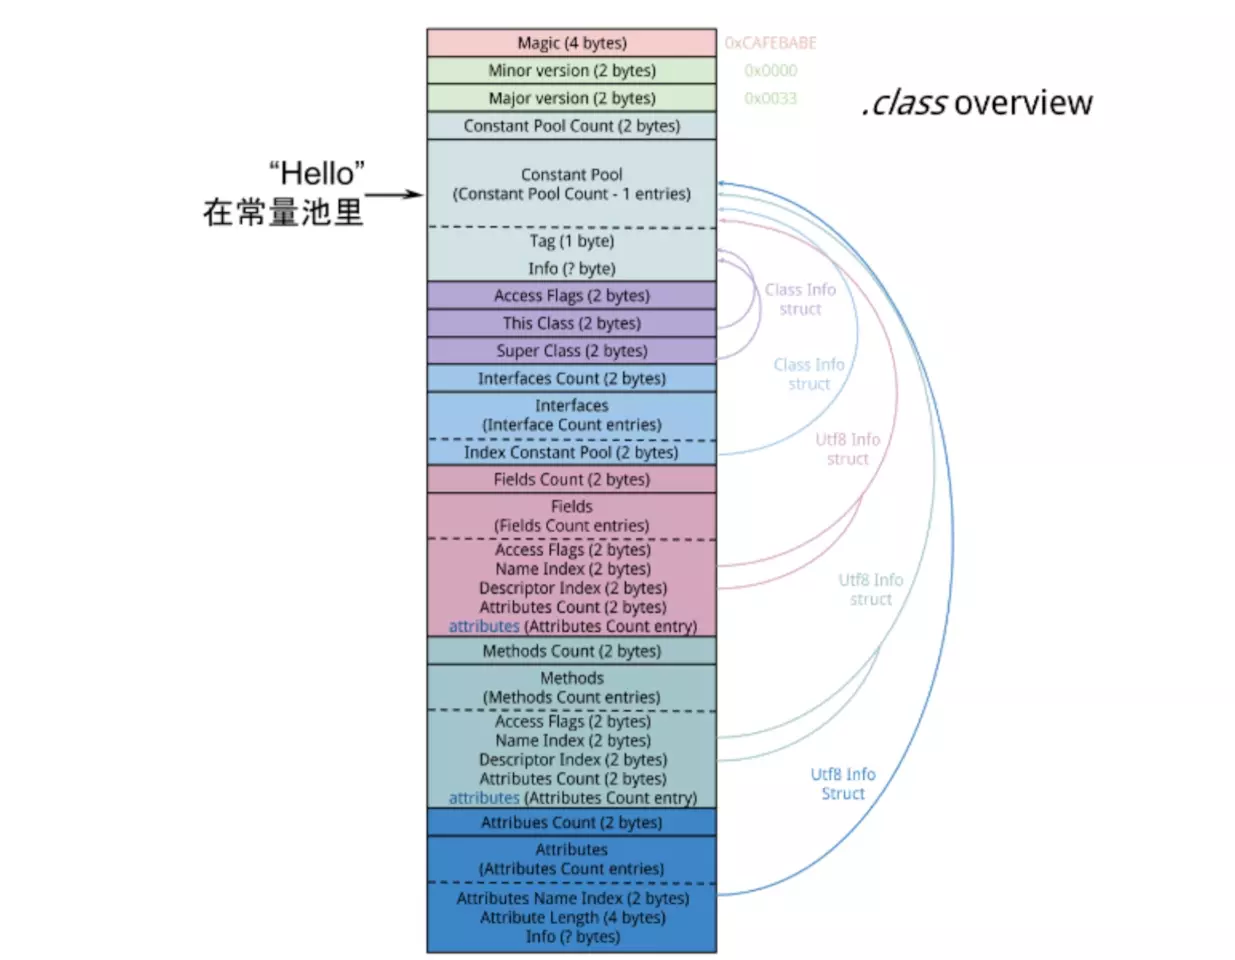 Magic (4 bytes)
0xCAFEBABE
Minor version (2 bytes)
0x0000
Major version (2 bytes)
0x0033
.class overview
Constant Pool Count (2 bytes)
“Hello”
在常量池里
Constant Pool
(Constant Pool Count - 1 entries)
Tag (1 byte)
Info (? byte)
Access Flags (2 bytes)
This Class (2 bytes)
Super Class (2 bytes)
Class Info
struct
Interfaces Count (2 bytes)
Interfaces
(Interface Count entries)
Index Constant Pool (2 bytes)
Class Info
struct
Fields Count (2 bytes)
Fields
(Fields Count entries)
Access Flags (2 bytes)
Name Index (2 bytes)
Descriptor Index (2 bytes)
Attributes Count (2 bytes)
attributes (Attributes Count entry)
Utf8 Info
struct
Methods Count (2 bytes)
Methods
(Methods Count entries)
Access Flags (2 bytes)
Name Index (2 bytes)
Descriptor Index (2 bytes)
Attributes Count (2 bytes)
attributes (Attributes Count entry)
Utf8 Info
struct
Attribues Count (2 bytes)
Attributes
(Attributes Count entries)
Attributes Name Index (2 bytes)
Attribute Length (4 bytes)
Info (? bytes)
Utf8 Info
Struct